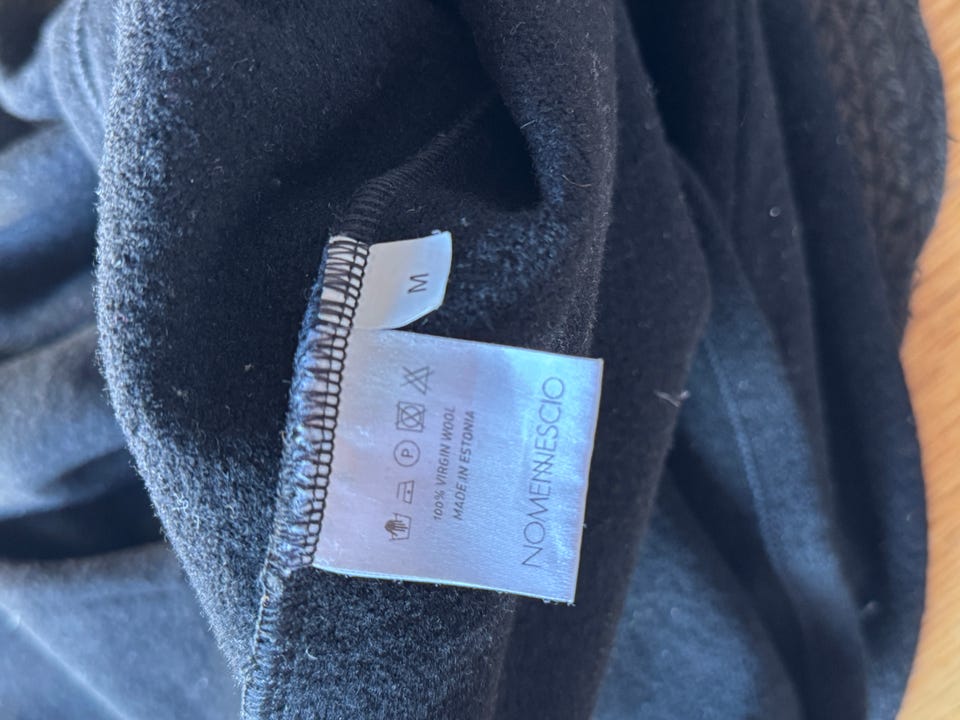 M
P
100% VIRGIN WOOL
MADE IN ESTONIA
NOMENNESCIO